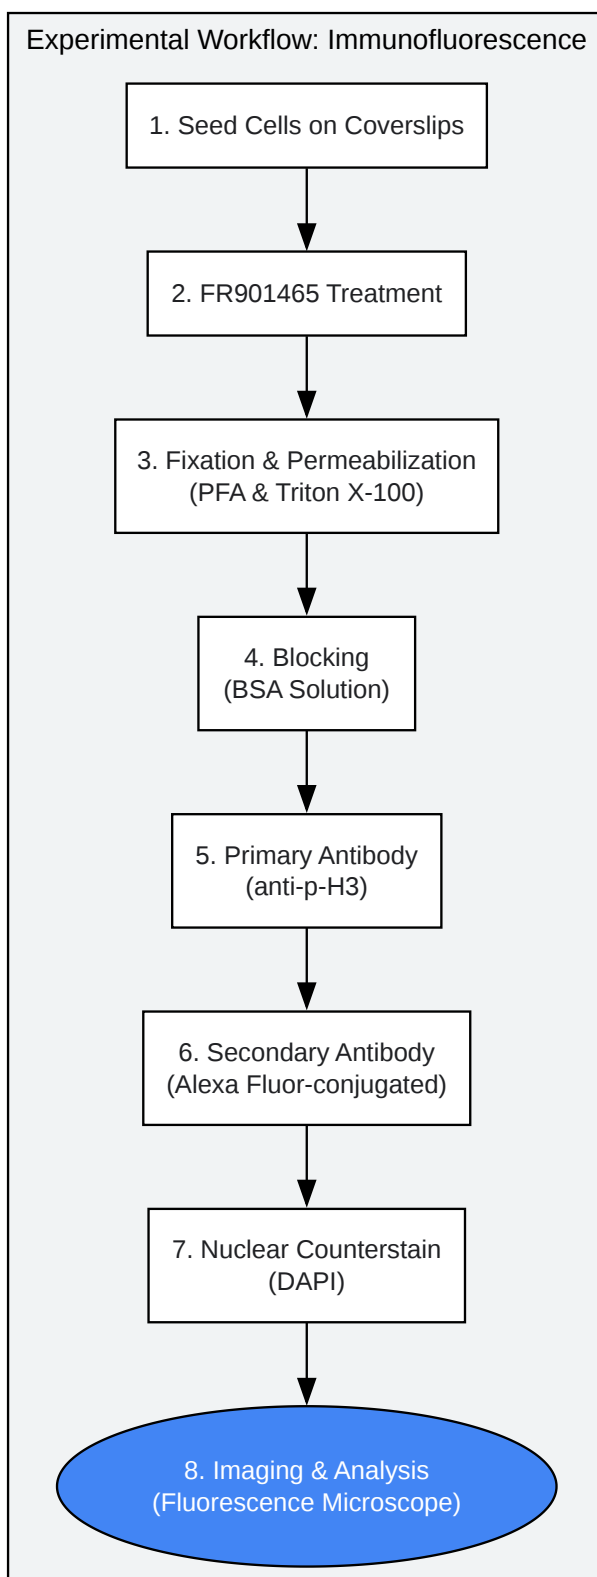 Experimental Workflow: Immunofluorescence
1. Seed Cells on Coverslips
2. FR901465 Treatment
3. Fixation & Permeabilization
(PFA & Triton X-100)
4. Blocking
(BSA Solution)
5. Primary Antibody
(anti-p-H3)
6. Secondary Antibody
(Alexa Fluor-conjugated)
7. Nuclear Counterstain
(DAPI)
8. Imaging & Analysis
(Fluorescence Microscope)